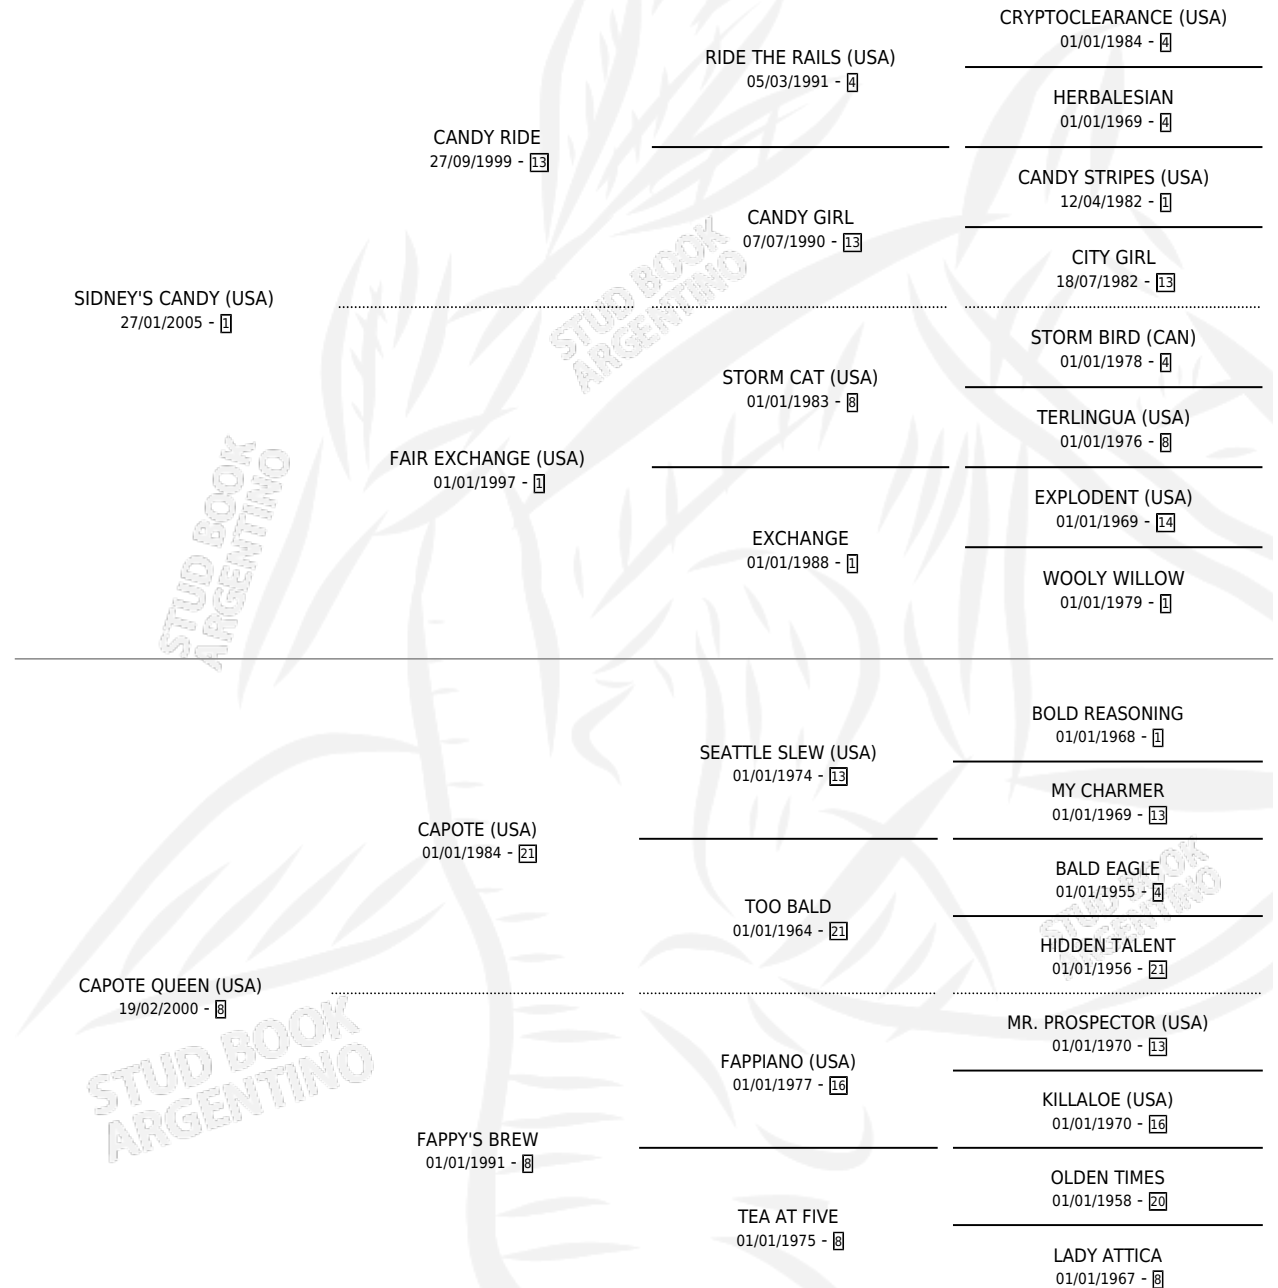 CRYPTOCLEARANCE (USA)
01/01/1984 - 4
RIDE THE RAILS (USA)
05/03/1991 - 4
HERBALESIAN
01/01/1969 - 4
CANDY RIDE
27/09/1999 - 13
CANDY STRIPES (USA)
12/04/1982 - 1
CANDY GIRL
07/07/1990 - 13
CITY GIRL
18/07/1982 - 13
SIDNEY'S CANDY (USA)
27/01/2005 - 1
STORM BIRD (CAN)
01/01/1978 - 4
STORM CAT (USA)
01/01/1983 - 8
TERLINGUA (USA)
01/01/1976 - 8
FAIR EXCHANGE (USA)
01/01/1997 - 1
EXPLODENT (USA)
01/01/1969 - 14
EXCHANGE
01/01/1988 - 1
WOOLY WILLOW
01/01/1979 - 1
BOLD REASONING
01/01/1968 - 1
SEATTLE SLEW (USA)
01/01/1974 - 13
MY CHARMER
01/01/1969 - 13
CAPOTE (USA)
01/01/1984 - 21
BALD EAGLE
01/01/1955 - 4
TOO BALD
01/01/1964 - 21
HIDDEN TALENT
01/01/1956 - 21
CAPOTE QUEEN (USA)
19/02/2000 - 8
MR. PROSPECTOR (USA)
01/01/1970 - 13
FAPPIANO (USA)
01/01/1977 - 16
KILLALOE (USA)
01/01/1970 - 16
FAPPY'S BREW
01/01/1991 - 8
OLDEN TIMES
01/01/1958 - 20
TEA AT FIVE
01/01/1975 - 8
LADY ATTICA
01/01/1967 - 8
STUD BOOK
ARGENTINO
STUD BOOK
ARGENTINO
STUD BOOK
ARGENTINO
STUD BOOK
ARGENTINO